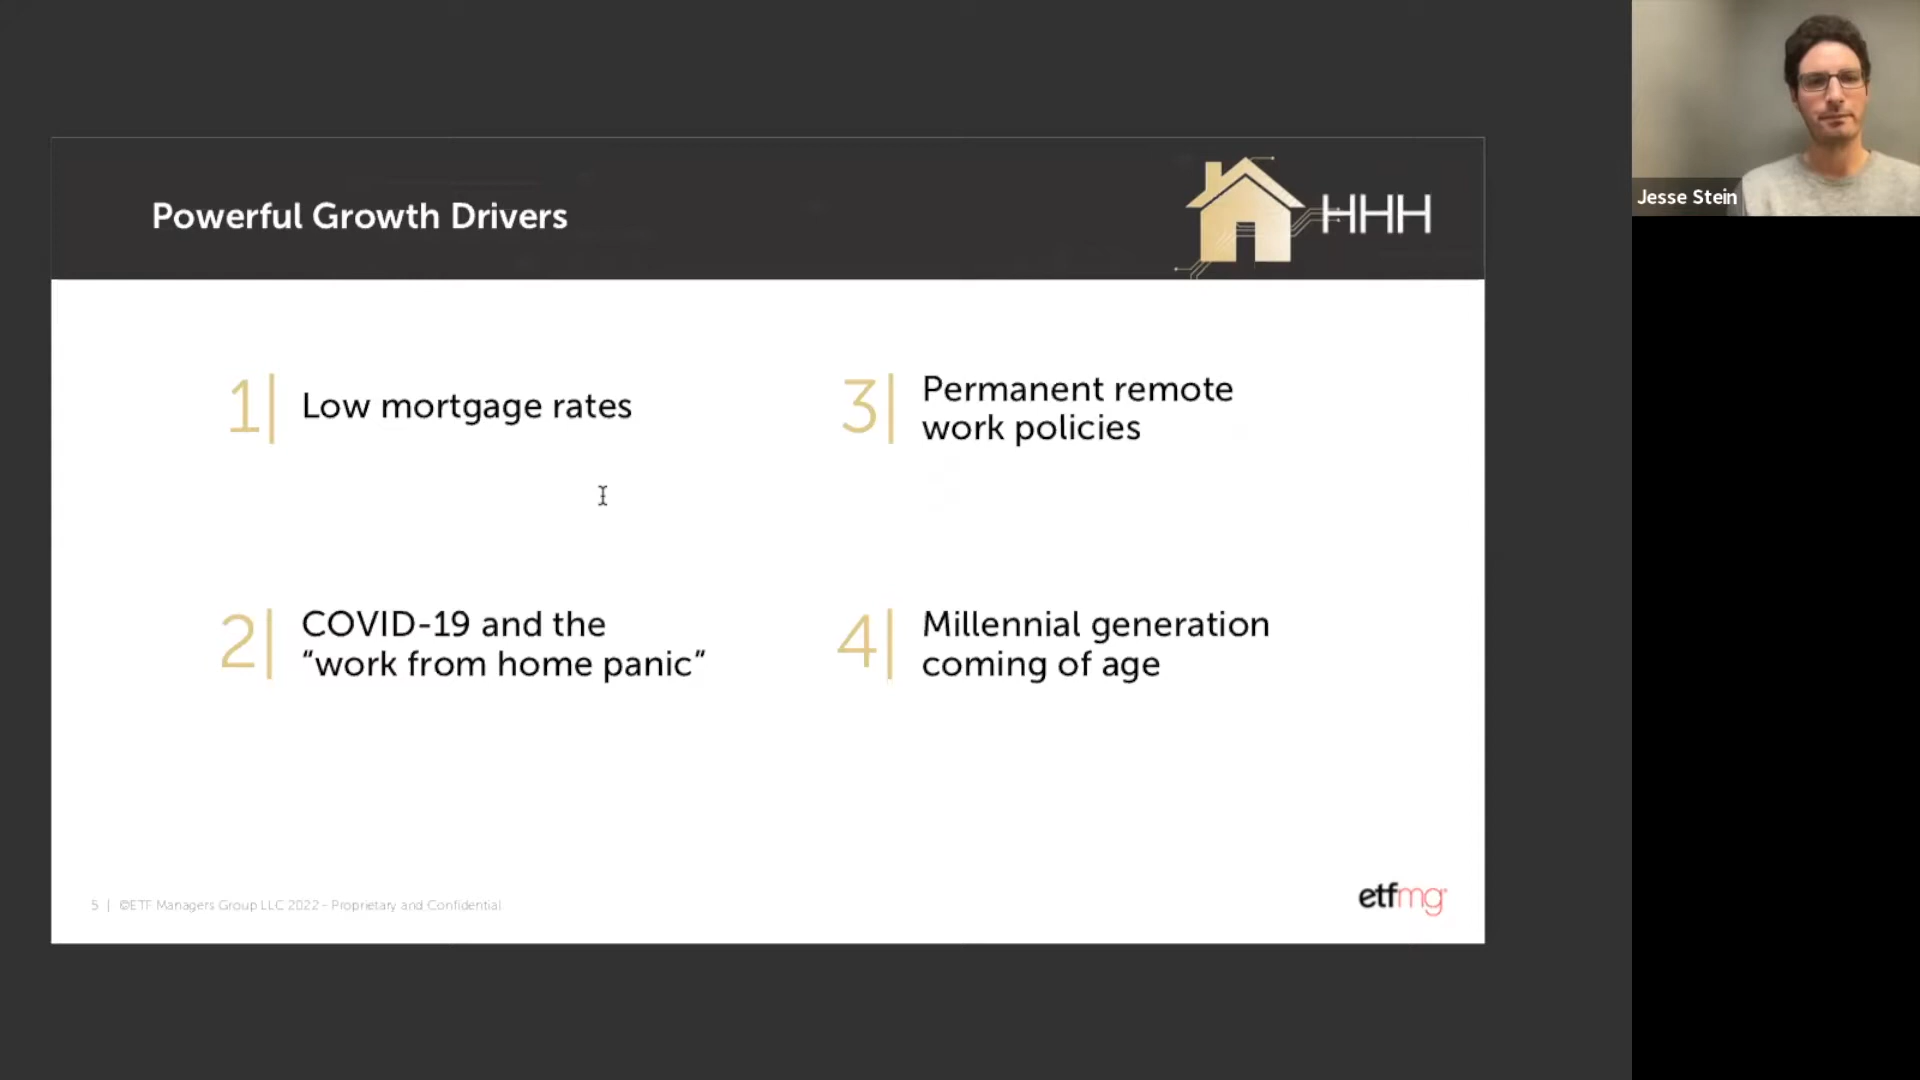 Powerful Growth Drivers
HHH
1
Low mortgage rates
2
COVID-19 and the
“work from home panic”
3
Permanent remote
work policies
4
Millennial generation
coming of age
5 | ©ETF Managers Group LLC 2022 - Proprietary and Confidential
etfmg
Jesse Stein